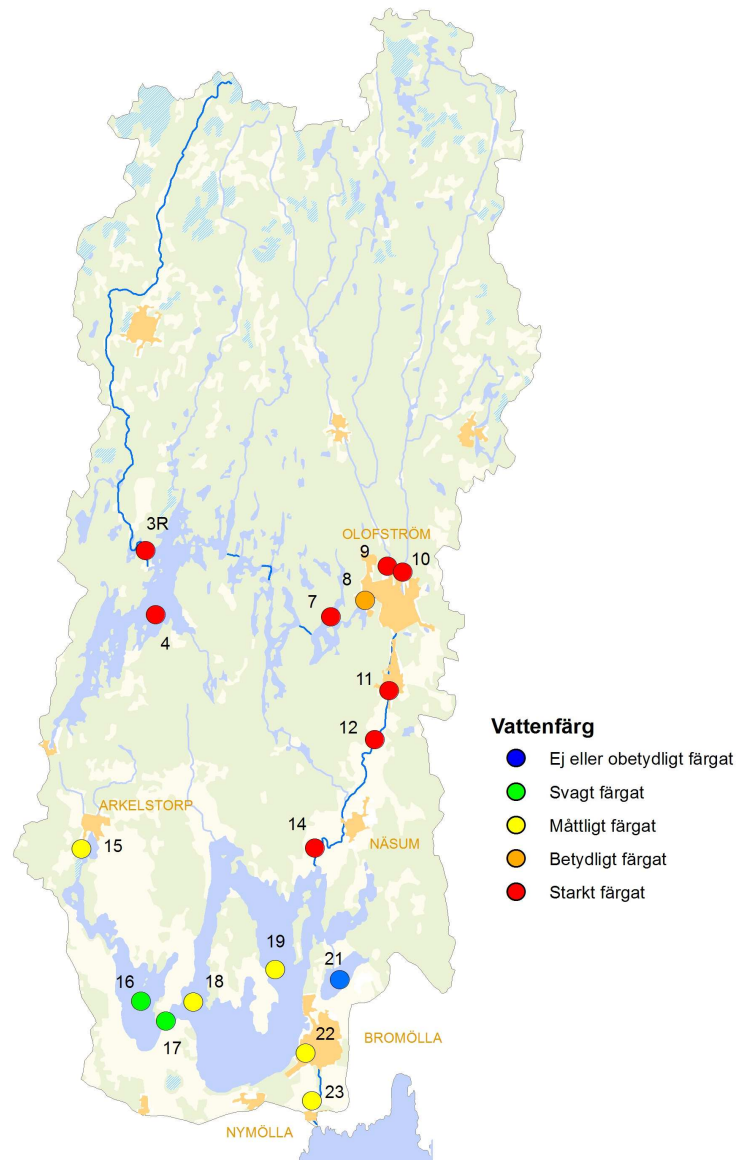 3R
OLOFSTRÖM
9
10
8
7
4
11
12
Vattenfärg
Ej eller obetydligt färgat
Svagt färgat
Måttligt färgat
Betydligt färgat
Starkt färgat
ARKELSTORP
15
14
NÄSUM
19
21
16
18
17
22
BROMÖLLA
23
NYMÖLLA